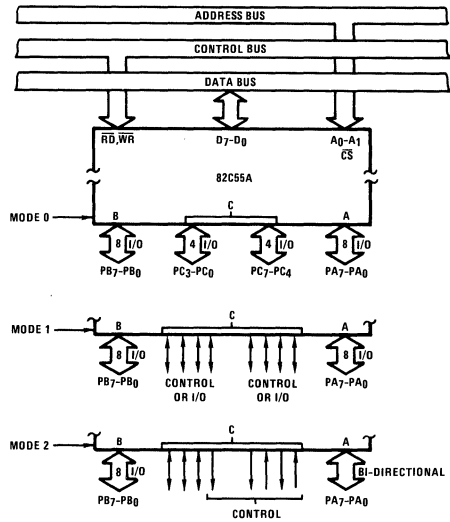 ADDRESS BUS
CONTROL BUS
DATA BUS
RD,WR D7-D0 A0-A1
CS
82C55A
C
MODE 0 B A
8 I/O 4 I/O 4 I/O 8 I/O
PB7-PB0 PC3-PC0 PC7-PC4 PA7-PA0
C
MODE 1 B A
8 I/O 8 I/O
PB7-PB0 CONTROL OR I/O CONTROL OR I/O PA7-PA0
C
MODE 2 B A
8 I/O BI-DIRECTIONAL
PB7-PB0 PA7-PA0
CONTROL